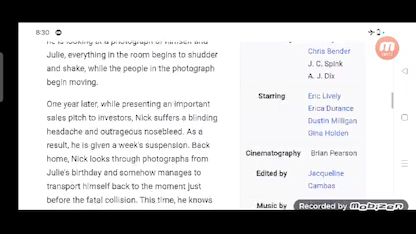 8:30
he is looking at a photograph of himself and
Julie, everything in the room begins to shudder
and shake, while the people in the photograph
begin moving.
One year later, while presenting an important
sales pitch to investors, Nick suffers a blinding
headache and outrageous nosebleed. As a
result, he is given a week's suspension. Back
home, Nick looks through photographs from
Julie's birthday and somehow manages to
transport himself back to the moment just
before the fatal collision. This time, he knows
Chris Bender
J. C. Spink
A. J. Dix
Starring
Eric Lively
Erica Durance
Dustin Milligan
Gina Holden
Cinematography
Brian Pearson
Edited by
Jacqueline
Cambas
Music by
Recorded by
Mobizen